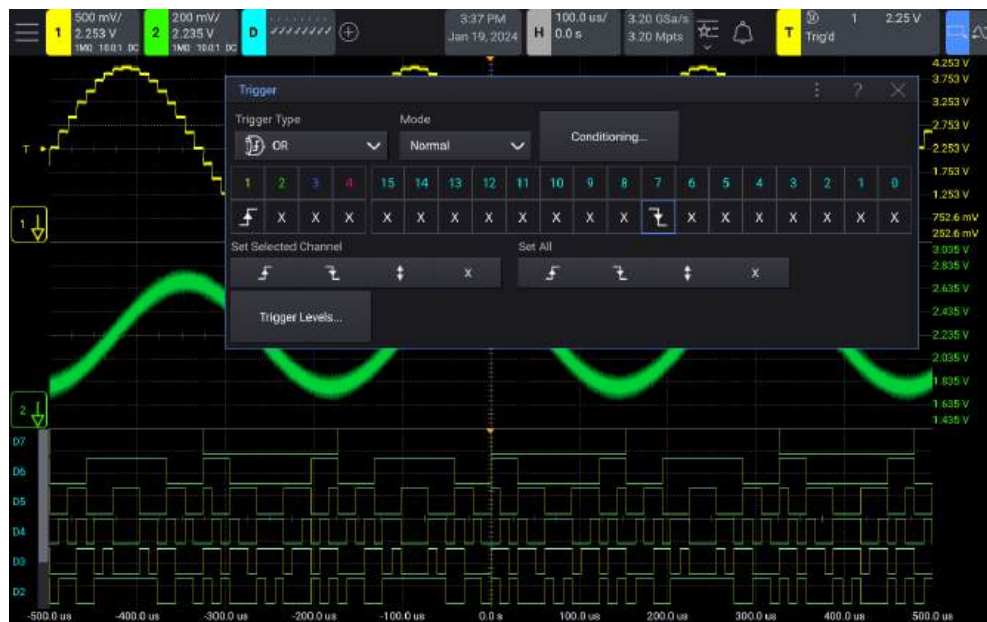 1 500 mV/ 2.253 V 1MΩ 10.0:1 DC
2 200 mV/ 2.235 V 1MΩ 10.0:1 DC
D
3:37 PM
Jan 19, 2024
H 100.0 us/ 0.0 s
3.20 GSa/s
3.20 Mpts
T Trig'd 1 2.25 V
4.253 V
3.753 V
3.253 V
2.753 V
2.253 V
1.753 V
1.253 V
752.6 mV
252.6 mV
Trigger
?
Trigger Type
Mode
OR
Normal
Conditioning...
1 2 3 4 15 14 13 12 11 10 9 8 7 6 5 4 3 2 1 0
X X X X X X X X X X X X X X X X X X
Set Selected Channel
Set All
X
X
Trigger Levels...
T
1
3.035 V
2.835 V
2.635 V
2.435 V
2.235 V
2.035 V
1.835 V
1.635 V
1.435 V
2
D7
D6
D5
D4
D3
D2
-500.0 us -400.0 us -300.0 us -200.0 us -100.0 us 0.0 s 100.0 us 200.0 us 300.0 us 400.0 us 500.0 us